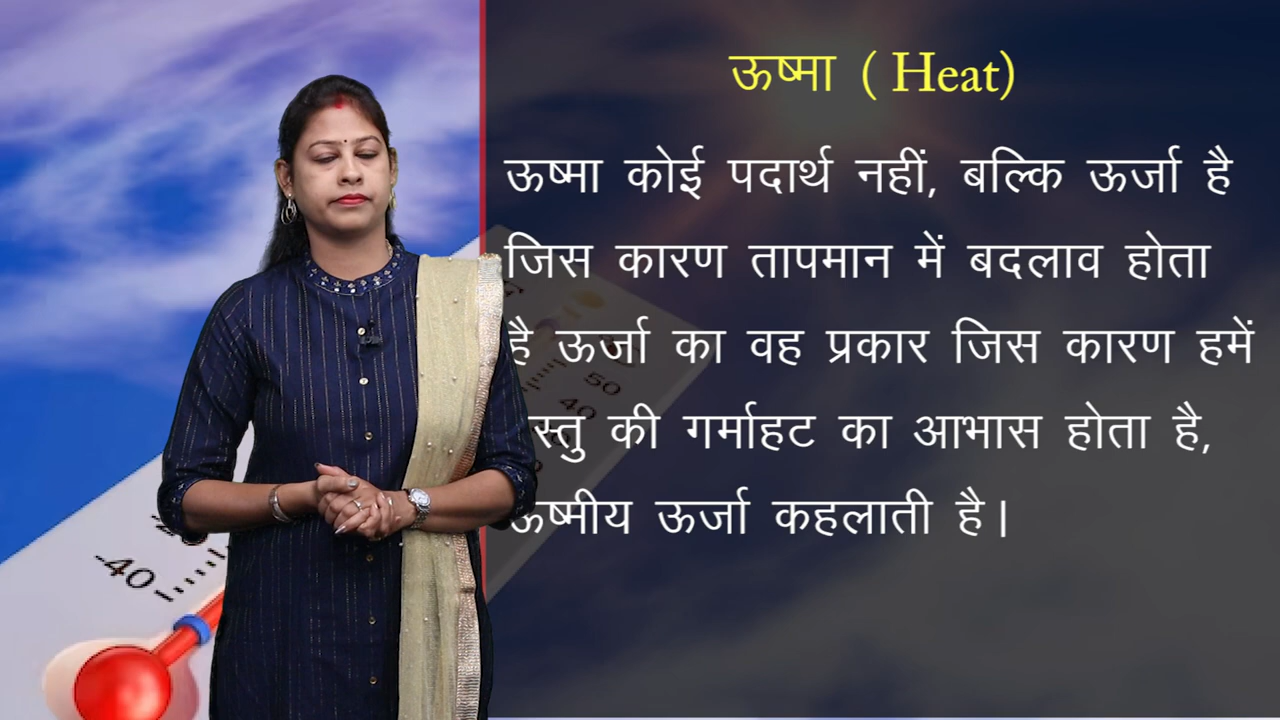 ऊष्मा ( Heat)
ऊष्मा कोई पदार्थ नहीं, बल्कि ऊर्जा है
जिस कारण तापमान में बदलाव होता
है ऊर्जा का वह प्रकार जिस कारण हमें
की गर्माहट का आभास होता है,
ऊष्मीय ऊर्जा कहलाती है।
50
40
-40